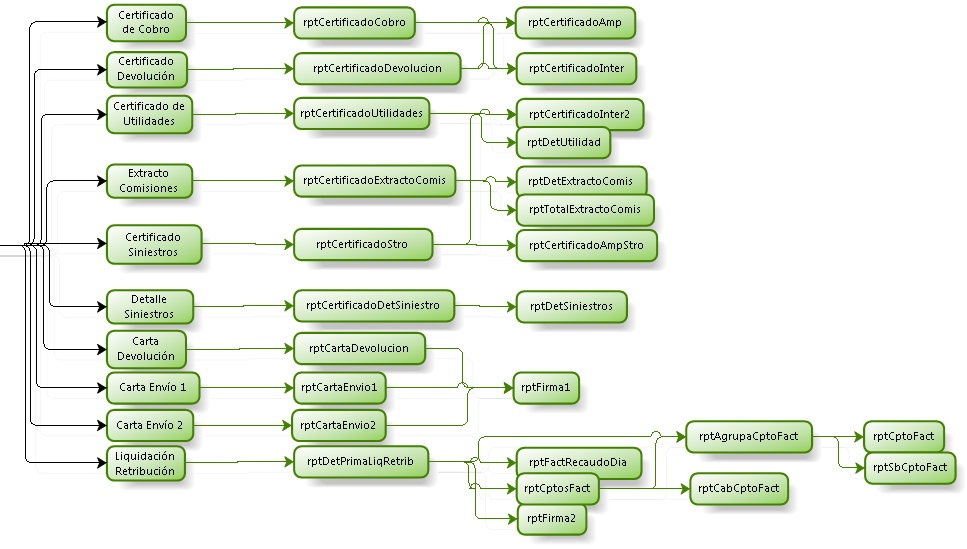 Certificado
de Cobro
rptCertificadoCobro
rptCertificadoAmp
Certificado
Devolución
rptCertificadoDevolucion
rptCertificadoInter
Certificado de
Utilidades
rptCertificadoUtilidades
rptCertificadoInter2
rptDetUtilidad
Extracto
Comisiones
rptCertificadoExtractoComis
rptDetExtractoComis
rptTotalExtractoComis
Certificado
Siniestros
rptCertificadoStro
rptCertificadoAmpStro
Detalle
Siniestros
rptCertificadoDetSiniestro
rptDetSiniestros
Carta
Devolución
rptCartaDevolucion
Carta Envío 1
rptCartaEnvio1
rptFirma1
Carta Envío 2
rptCartaEnvio2
Liquidación
Retribución
rptDetPrimaLiqRetrib
rptAgrupaCptoFact
rptCptoFact
rptSbCptoFact
rptFactRecaudoDia
rptCptosFact
rptCabCptoFact
rptFirma2